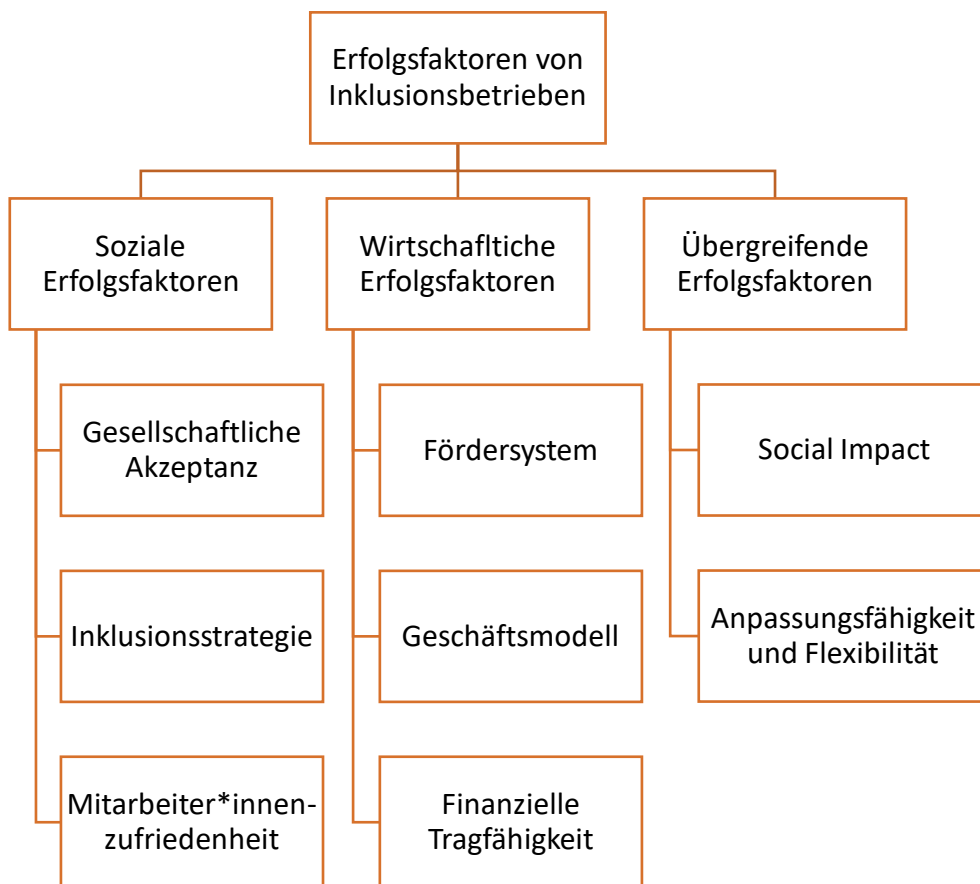 Erfolgsfaktoren von
Inklusionsbetrieben
Soziale
Erfolgsfaktoren
Wirtschafltiche
Erfolgsfaktoren
Übergreifende
Erfolgsfaktoren
Gesellschaftliche
Akzeptanz
Fördersystem
Social Impact
Inklusionsstrategie
Geschäftsmodell
Anpassungsfähigkeit
und Flexibilität
Mitarbeiter*innen-
zufriedenheit
Finanzielle
Tragfähigkeit